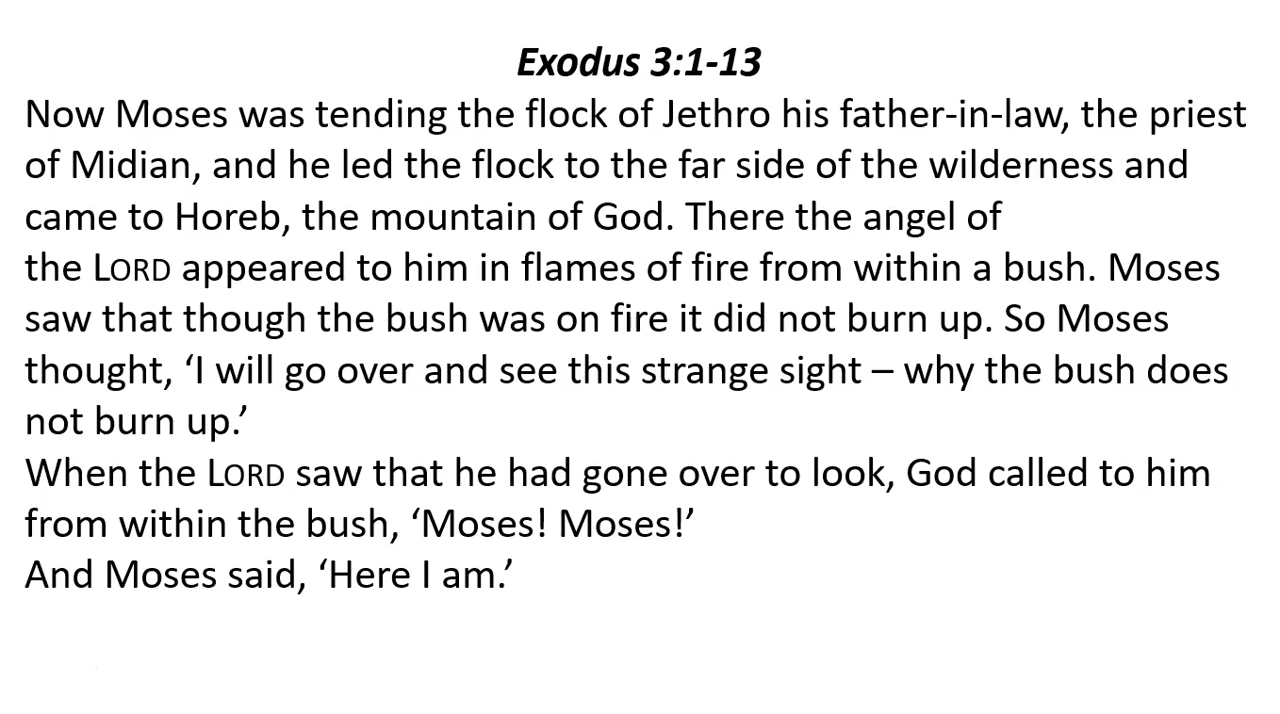 Exodus 3:1-13
Now Moses was tending the flock of Jethro his father-in-law, the priest
of Midian, and he led the flock to the far side of the wilderness and
came to Horeb, the mountain of God. There the angel of
the LORD appeared to him in flames of fire from within a bush. Moses
saw that though the bush was on fire it did not burn up. So Moses
thought, ‘I will go over and see this strange sight – why the bush does
not burn up.’
When the LORD saw that he had gone over to look, God called to him
from within the bush, ‘Moses! Moses!’
And Moses said, ‘Here I am.’